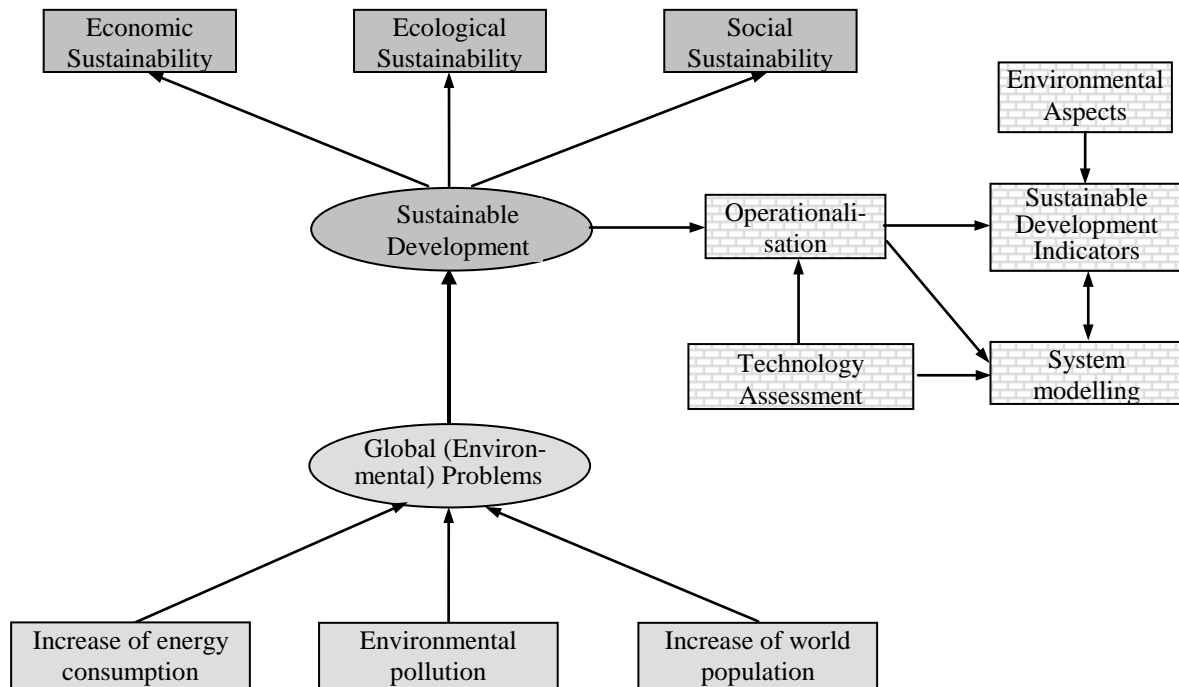 Economic
Sustainability
Ecological
Sustainability
Social
Sustainability
Environmental
Aspects
Sustainable
Development
Operationali-
sation
Sustainable
Development
Indicators
Technology
Assessment
System
modelling
Global (Environ-
mental) Problems
Increase of energy
consumption
Environmental
pollution
Increase of world
population